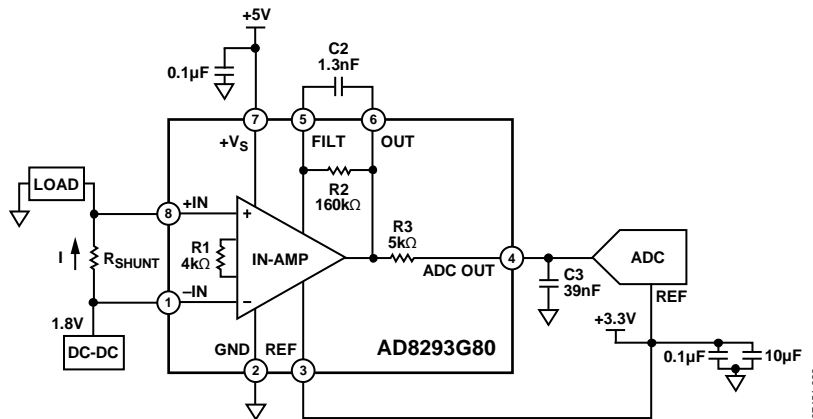 +5V
0.1µF
C2
1.3nF
7
5
6
+VS
FILT
OUT
LOAD
R2
160kΩ
8
+IN
+
I
RSHUNT
R1
4kΩ
IN-AMP
R3
5kΩ
ADC OUT
4
ADC
C3
39nF
REF
1
–IN
–
1.8V
DC-DC
GND
REF
AD8293G80
+3.3V
0.1µF
10µF
2
3